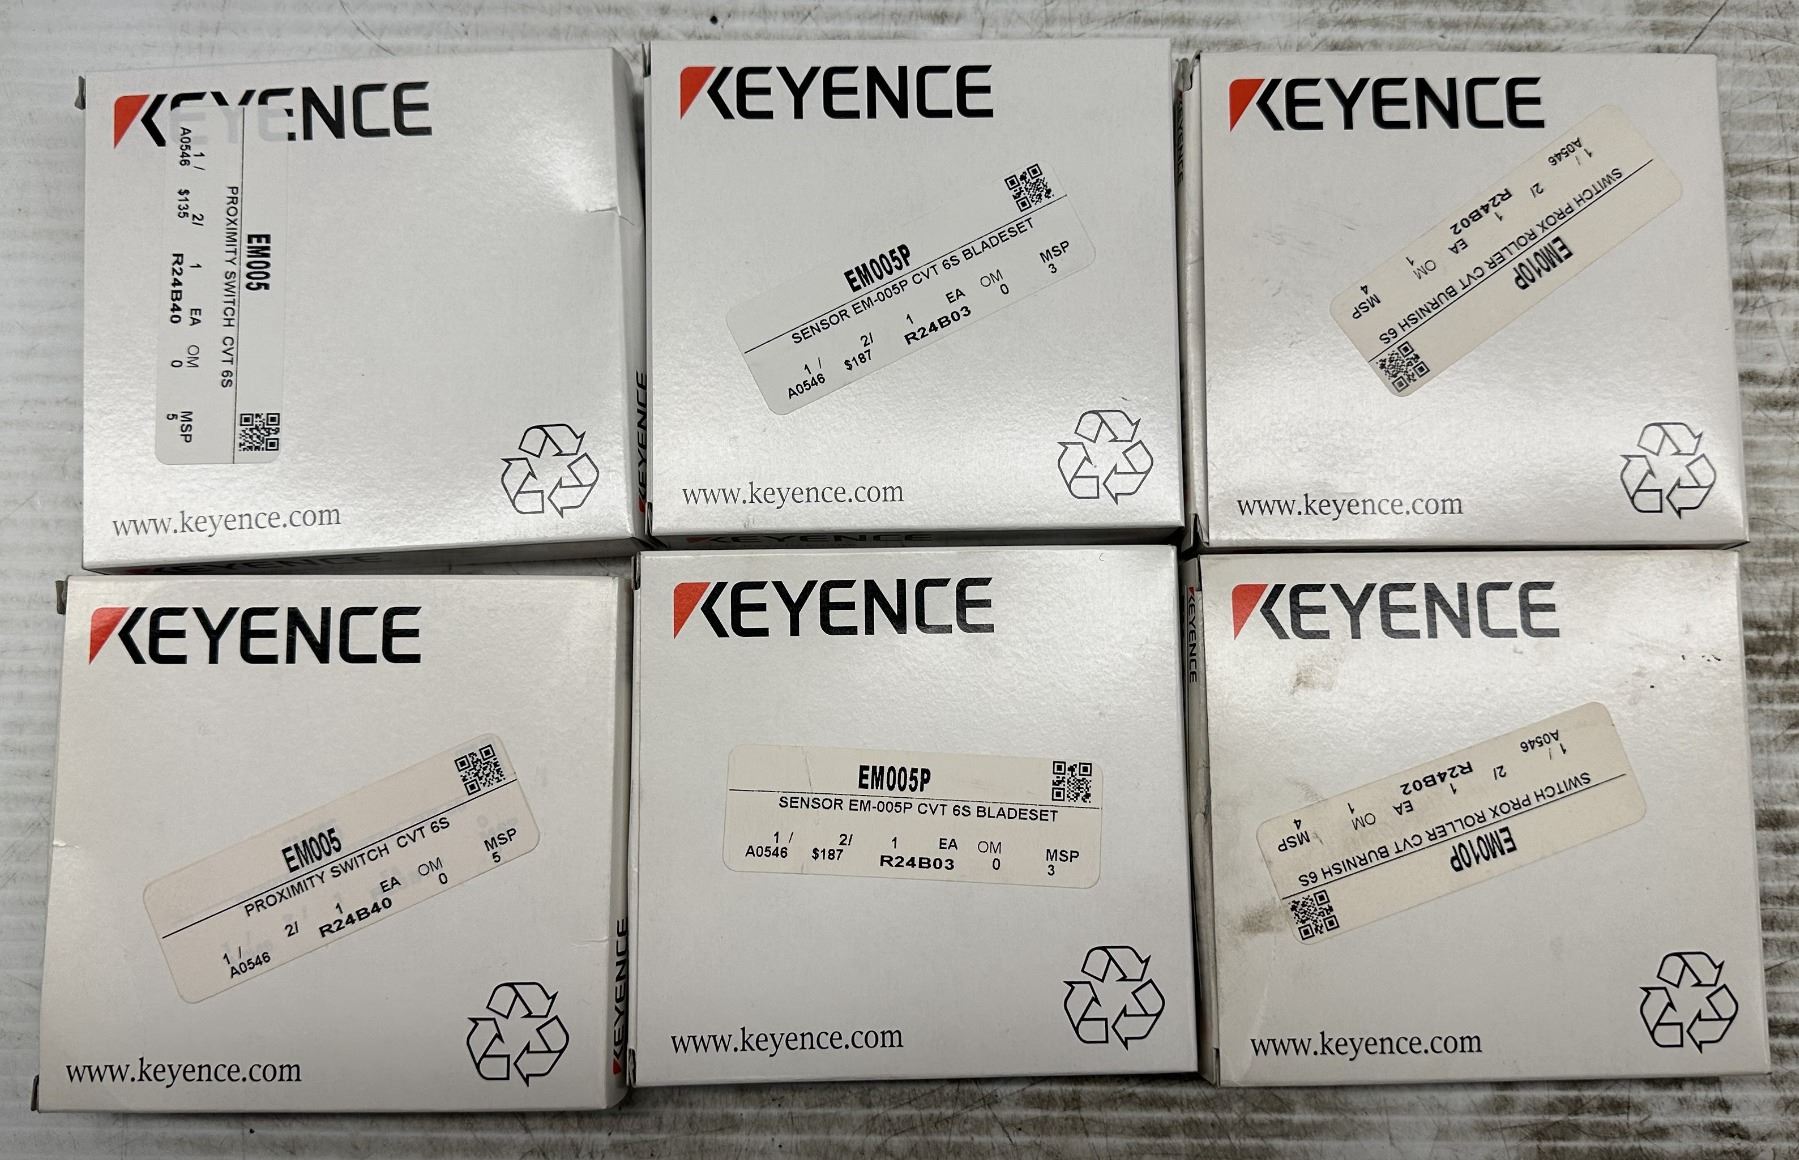 KEYENCE
EM005
PROXIMITY SWITCH CVT 6S
1 / 2/ 1 EA OM MSP
A0546 $135 R24B40 0 5
www.keyence.com
KEYENCE
KEYENCE
EM005P
SENSOR EM-005P CVT 6S BLADESET
1 / 2/ 1 EA OM MSP
A0546 $187 R24B03 0 3
www.keyence.com
KEYENCE
KEYENCE
KEYENCE
EM010P
SWITCH PROX ROLLER CVT BURNISH 6S
1 / 2/ 1 EA OM MSP
A0546 R24B02 1 4
www.keyence.com
KEYENCE
EM005
PROXIMITY SWITCH CVT 6S
1 / 2/ 1 EA OM MSP
A0546 R24B40 0 5
www.keyence.com
KEYENCE
KEYENCE
EM005P
SENSOR EM-005P CVT 6S BLADESET
1 / 2/ 1 EA OM MSP
A0546 $187 R24B03 0 3
www.keyence.com
KEYENCE
KEYENCE
EM010P
SWITCH PROX ROLLER CVT BURNISH 6S
1 / 2/ 1 EA OM MSP
A0546 R24B02 1 4
www.keyence.com